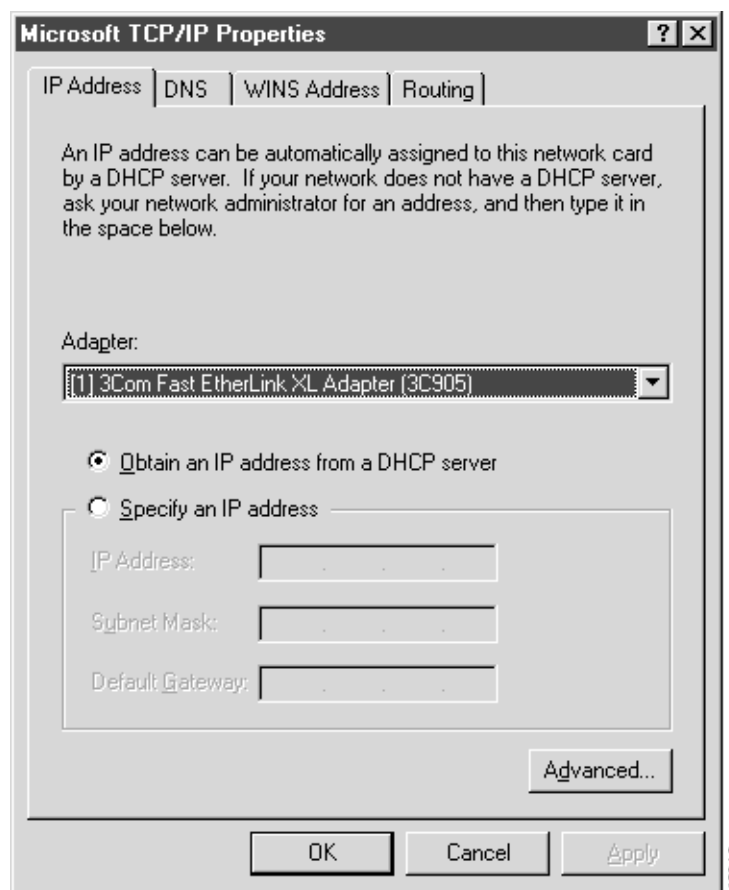 Microsoft TCP/IP Properties
IP Address DNS WINS Address Routing
An IP address can be automatically assigned to this network card
by a DHCP server. If your network does not have a DHCP server,
ask your network administrator for an address, and then type it in
the space below.
Adapter:
[1] 3Com Fast EtherLink XL Adapter (3C905)
Obtain an IP address from a DHCP server
Specify an IP address
IP Address:
Subnet Mask:
Default Gateway:
Advanced...
OK Cancel Apply